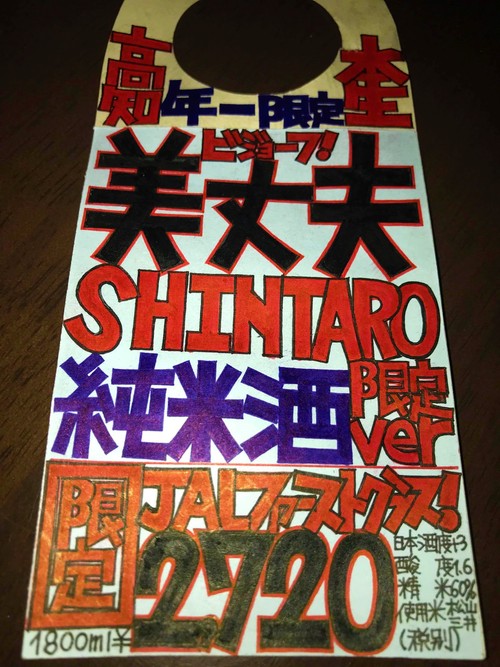 高知 年一限定
ビジョーフ!
美丈夫
SHINTARO
純米酒 限定ver
限定 JALファーストクラス!
1800ml ¥2,720
日本酒度+3
酸 度1.6
精 米60%
使用米 松山三井
(税別)